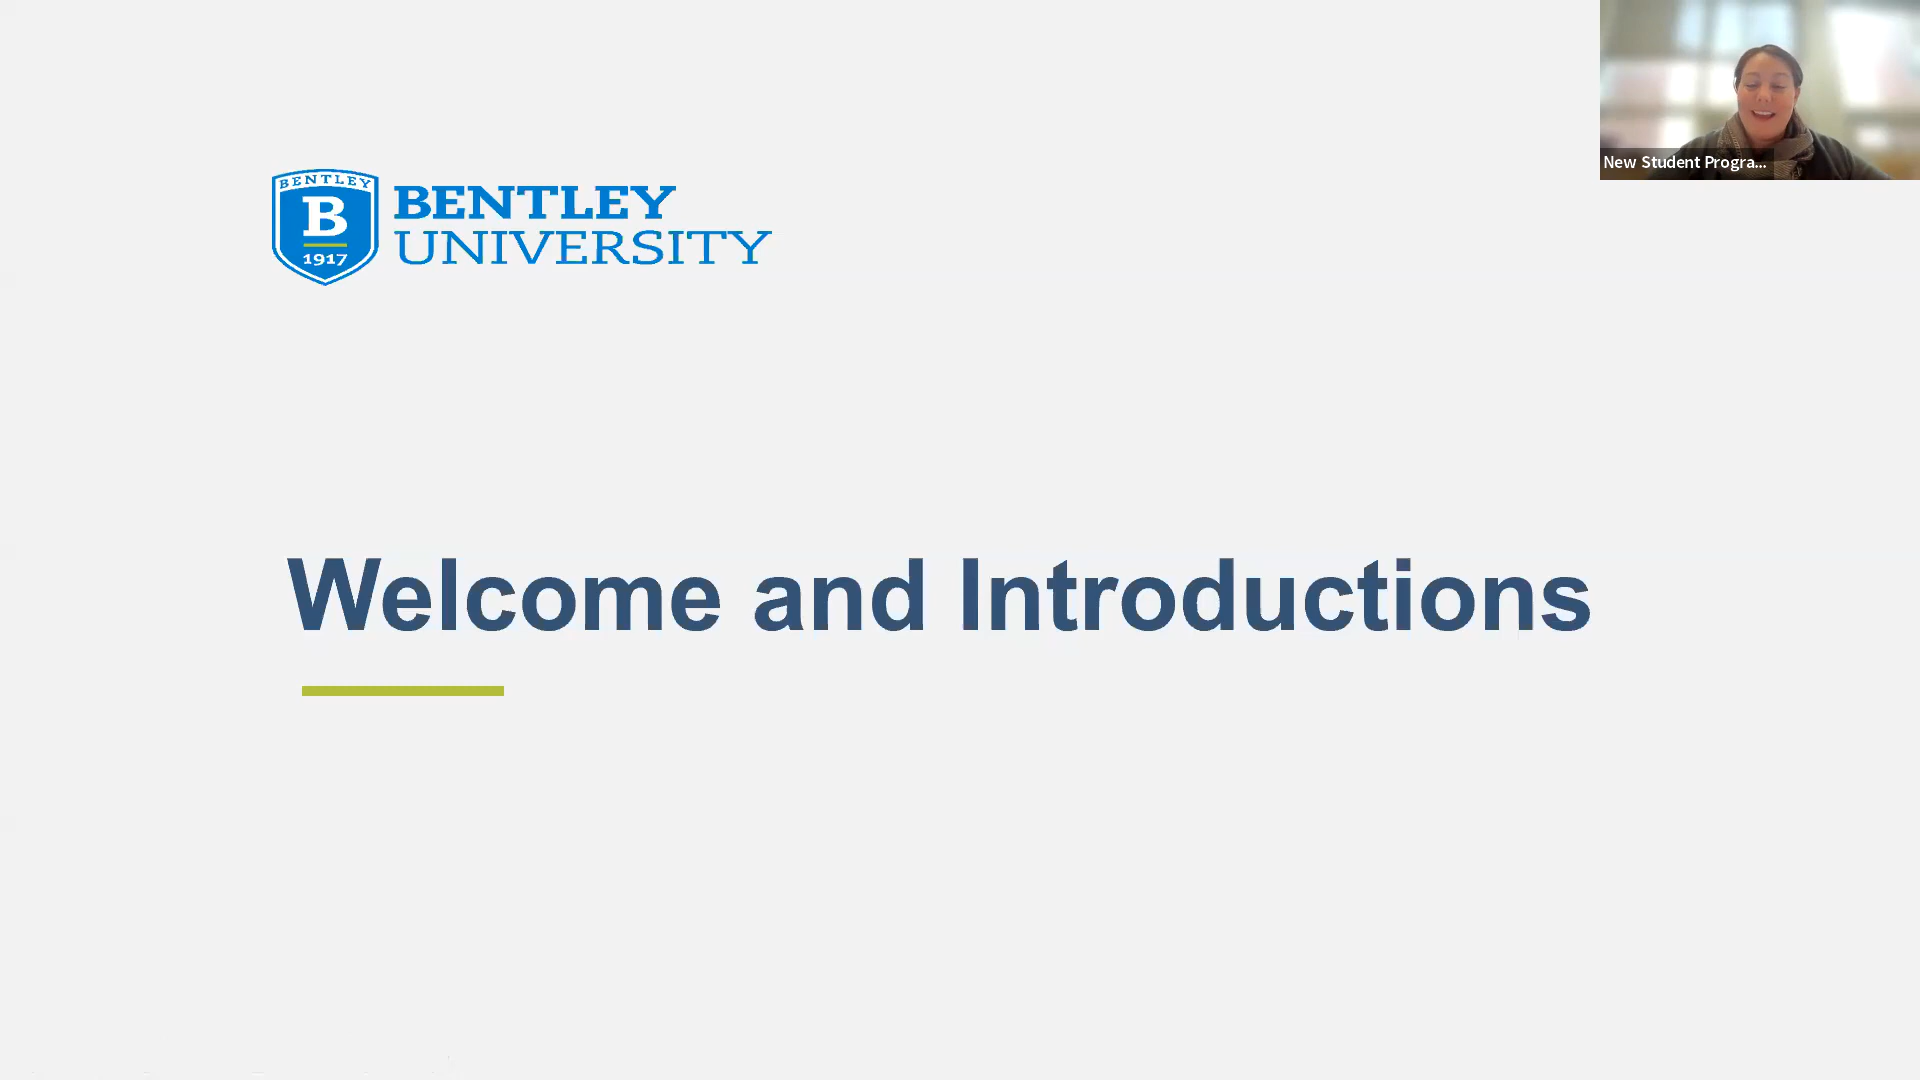 BENTLEY
B
1917
BENTLEY
UNIVERSITY
New Student Progra...
Welcome and Introductions